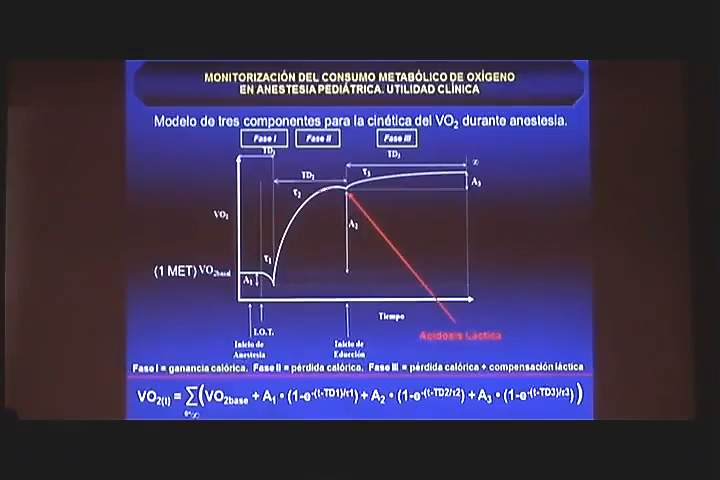 MONITORIZACIÓN DEL CONSUMO METABÓLICO DE OXÍGENO
EN ANESTESIA PEDIÁTRICA. UTILIDAD CLÍNICA
Modelo de tres componentes para la cinética del VO₂ durante anestesia.
Fase I Fase II Fase III
TD₁ TD₂ TD₃ ∞
τ₁ τ₂ τ₃
A₁ A₂ A₃
VO₂
(1 MET) VO₂basal
I.O.T. Tiempo
Inicio de
Anestesia
Inicio de
Educción
Acidosis Láctica
Fase I = ganancia calórica. Fase II = pérdida calórica. Fase III = pérdida calórica + compensación láctica
VO₂(t) = ∑(VO₂base + A₁ • (1-e-(t-TD1)/τ1) + A₂ • (1-e-(t-TD2/τ2) + A₃ • (1-e-(t-TD3)/τ3))